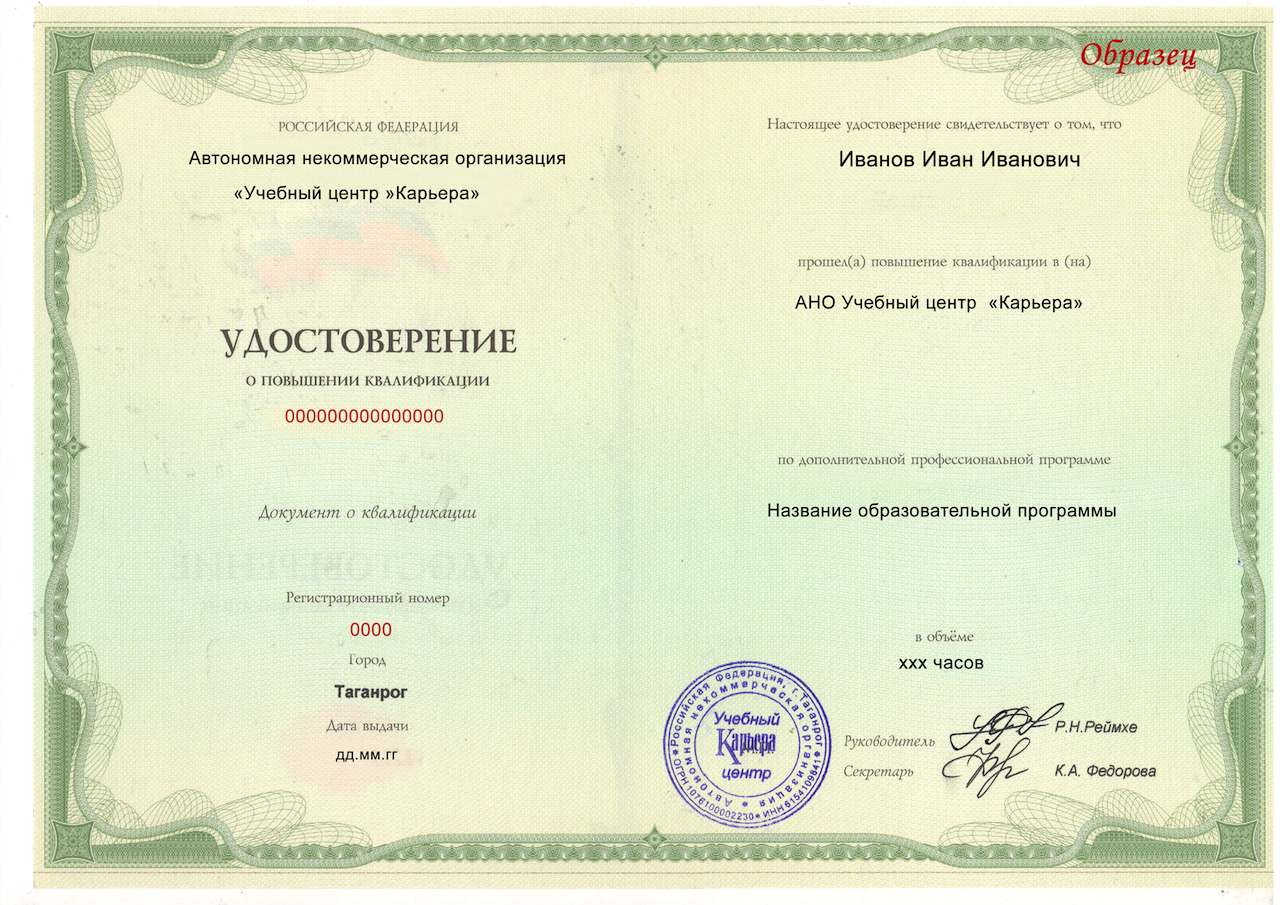 Образец
РОССИЙСКАЯ ФЕДЕРАЦИЯ
Автономная некоммерческая организация
«Учебный центр »Карьера»
УДОСТОВЕРЕНИЕ
О ПОВЫШЕНИИ КВАЛИФИКАЦИИ
000000000000000
Документ о квалификации
Регистрационный номер
0000
Город
Таганрог
Дата выдачи
дд.мм.гг
Настоящее удостоверение свидетельствует о том, что
Иванов Иван Иванович
прошел(а) повышение квалификации в (на)
АНО Учебный центр «Карьера»
по дополнительной профессиональной программе
Название образовательной программы
в объёме
ххх часов
Руководитель Р.Н.Реймхе
Секретарь К.А. Федорова
Российская Федерация, г.Таганрог
ОГРН 1076100002230 * ИНН 6154109841
Автономная некоммерческая организация
Учебный
Карьера
центр